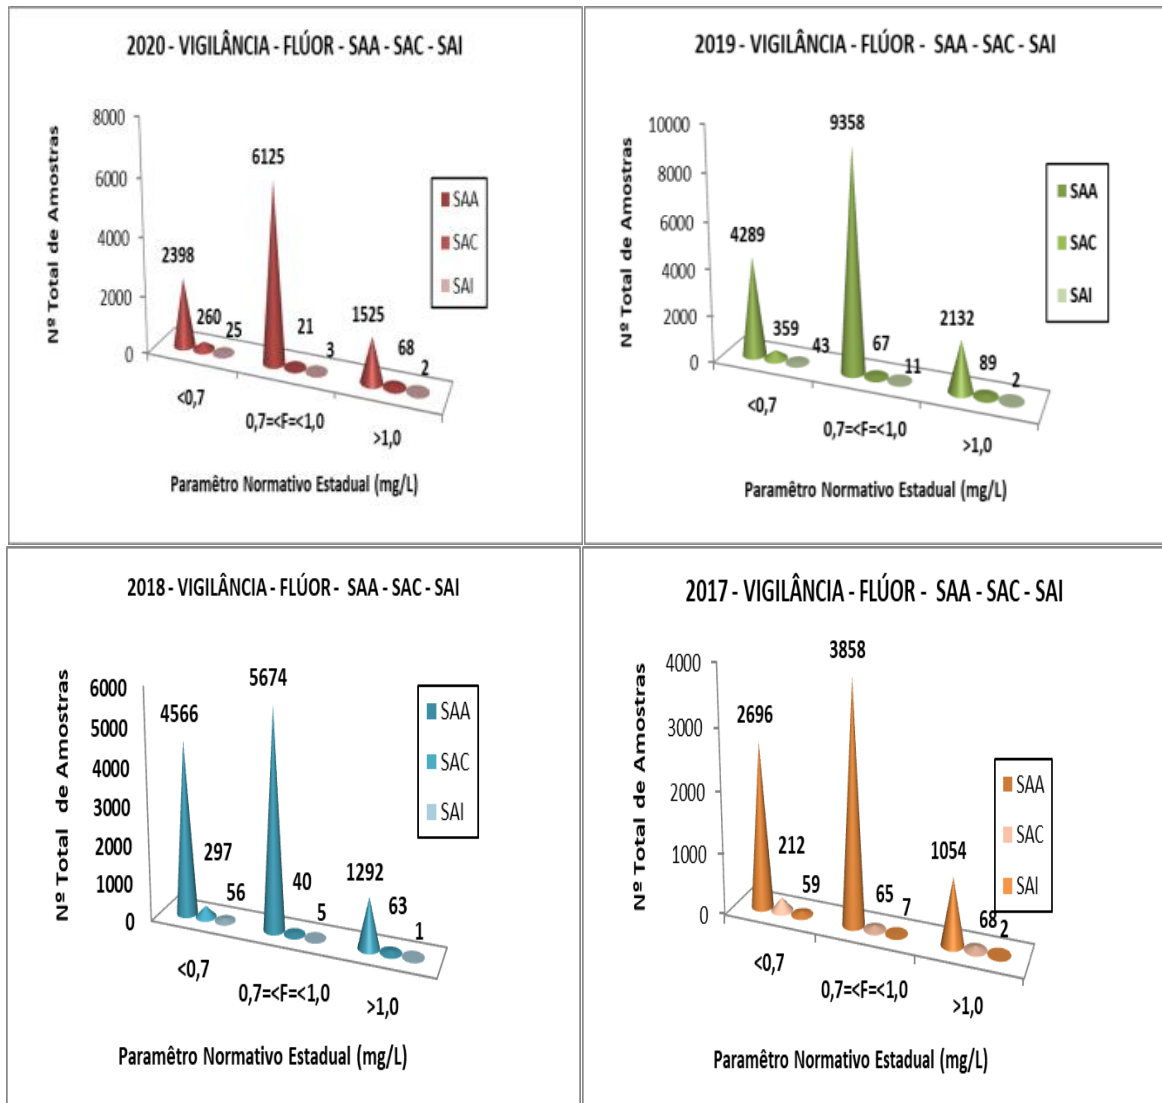 2020 - VIGILÂNCIA - FLÚOR - SAA - SAC - SAI
Nº Total de Amostras
8000
6000
4000
2000
0
2398
260
25
6125
21
3
1525
68
2
<0,7
0,7=<F=<1,0
>1,0
SAA
SAC
SAI
Paramêtro Normativo Estadual (mg/L)
2019 - VIGILÂNCIA - FLÚOR - SAA - SAC - SAI
Nº Total de Amostras
10000
8000
6000
4000
2000
0
4289
359
43
9358
67
11
2132
89
2
<0,7
0,7=<F=<1,0
>1,0
SAA
SAC
SAI
Paramêtro Normativo Estadual (mg/L)
2018 - VIGILÂNCIA - FLÚOR - SAA - SAC - SAI
Nº Total de Amostras
6000
5000
4000
3000
2000
1000
0
4566
297
56
5674
40
5
1292
63
1
<0,7
0,7=<F=<1,0
>1,0
SAA
SAC
SAI
Paramêtro Normativo Estadual (mg/L)
2017 - VIGILÂNCIA - FLÚOR - SAA - SAC - SAI
Nº Total de Amostras
4000
3000
2000
1000
0
2696
212
59
3858
65
7
1054
68
2
<0,7
0,7=<F=<1,0
>1,0
SAA
SAC
SAI
Paramêtro Normativo Estadual (mg/L)